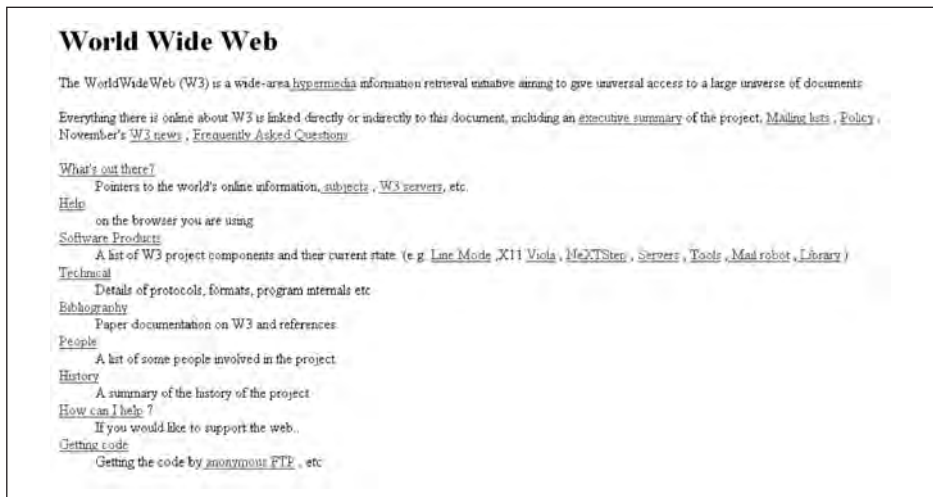 World Wide Web
The WorldWideWeb (W3) is a wide-area hypermedia information retrieval initiative aiming to give universal access to a large universe of documents
Everything there is online about W3 is linked directly or indirectly to this document, including an executive summary of the project, Mailing lists , Policy ,
November's W3 news , Frequently Asked Questions
What's out there?
Pointers to the world's online information, subjects , W3 servers, etc.
Help
on the browser you are using
Software Products
A list of W3 project components and their current state. (e.g. Line Mode ,X11 Viola , NeXTStep , Servers , Tools , Mail robot , Library )
Technical
Details of protocols, formats, program internals etc
Bibliography
Paper documentation on W3 and references.
People
A list of some people involved in the project.
History
A summary of the history of the project.
How can I help ?
If you would like to support the web..
Getting code
Getting the code by anonymous FTP , etc